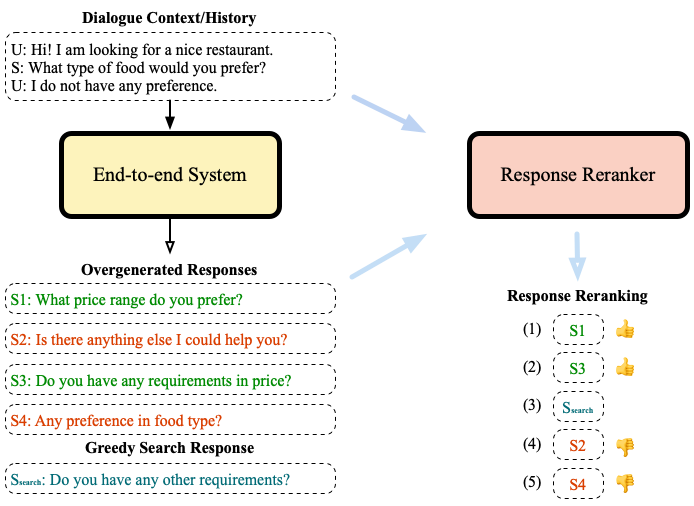 Dialogue Context/History
U: Hi! I am looking for a nice restaurant.
S: What type of food would you prefer?
U: I do not have any preference.
End-to-end System
Overgenerated Responses
S1: What price range do you prefer?
S2: Is there anything else I could help you?
S3: Do you have any requirements in price?
S4: Any preference in food type?
Greedy Search Response
Ssearch: Do you have any other requirements?
Response Reranker
Response Reranking
(1) S1
(2) S3
(3) Ssearch
(4) S2
(5) S4